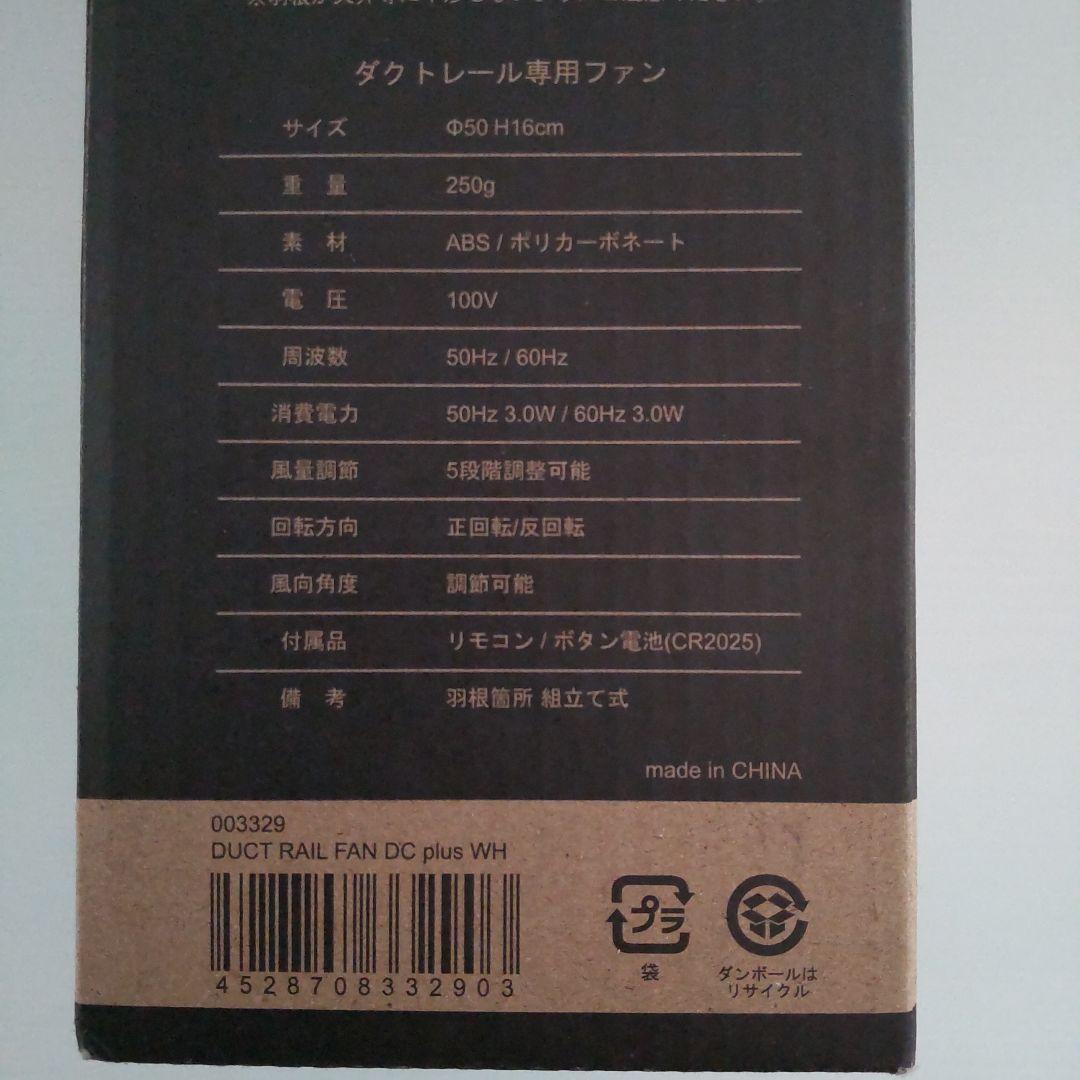 ダクトレール専用ファン
サイズ Φ50 H16cm
重 量 250g
素 材 ABS / ポリカーボネート
電 圧 100V
周波数 50Hz / 60Hz
消費電力 50Hz 3.0W / 60Hz 3.0W
風量調節 5段階調整可能
回転方向 正回転/反回転
風向角度 調節可能
付属品 リモコン / ボタン電池(CR2025)
備 考 羽根箇所 組立て式
made in CHINA
003329
DUCT RAIL FAN DC plus WH
4528708332903
プラ
袋
ダンボールは
リサイクル